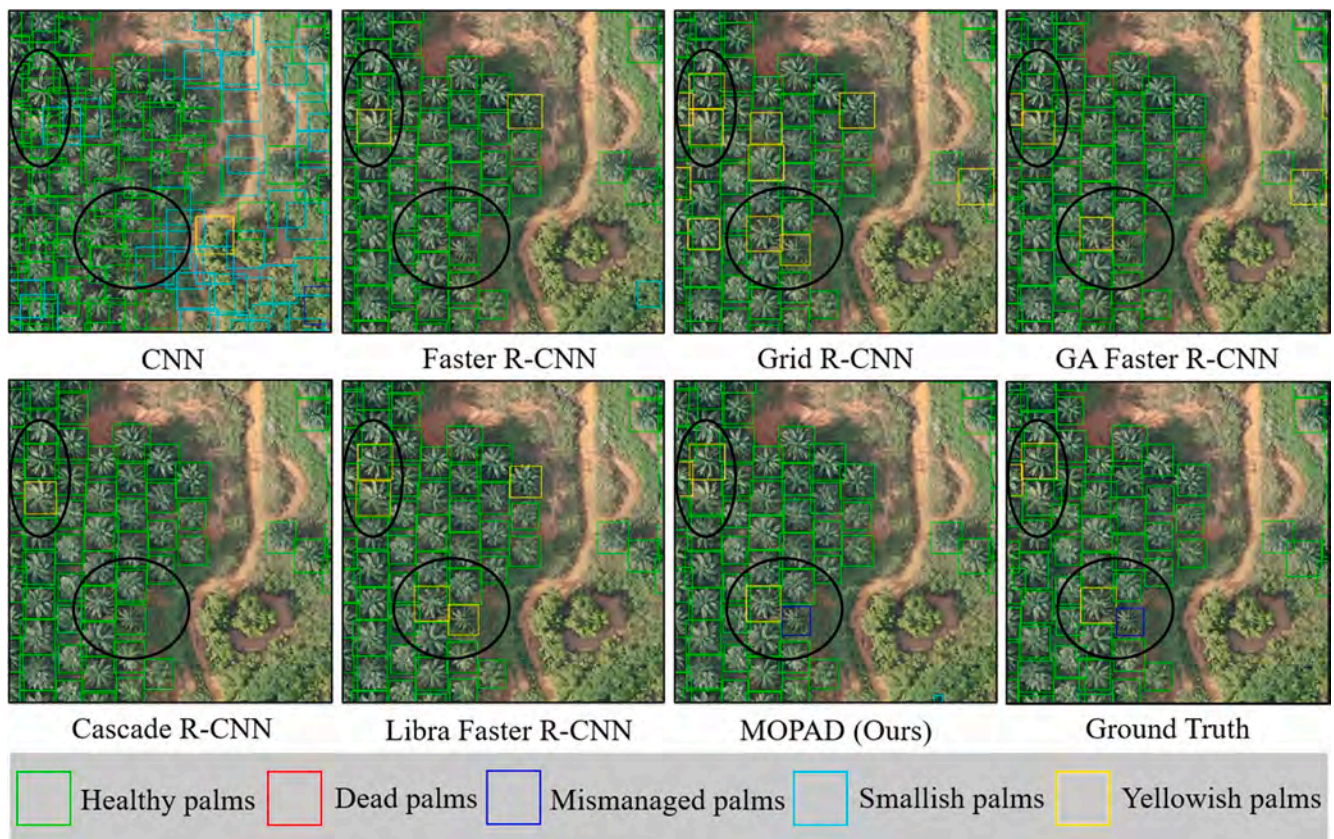 CNN
Faster R-CNN
Grid R-CNN
GA Faster R-CNN
Cascade R-CNN
Libra Faster R-CNN
MOPAD (Ours)
Ground Truth
Healthy palms
Dead palms
Mismanaged palms
Smallish palms
Yellowish palms